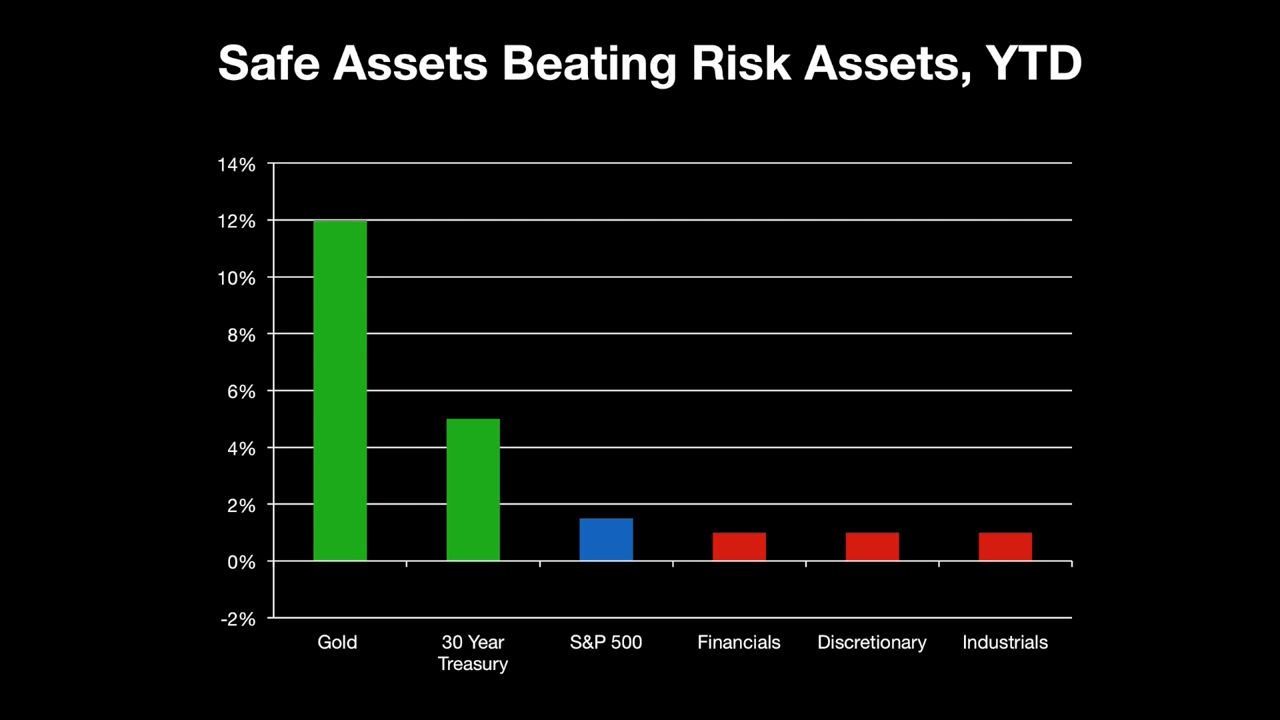 Safe Assets Beating Risk Assets, YTD
14%
12%
10%
8%
6%
4%
2%
0%
-2%
Gold
30 Year
Treasury
S&P 500
Financials
Discretionary
Industrials